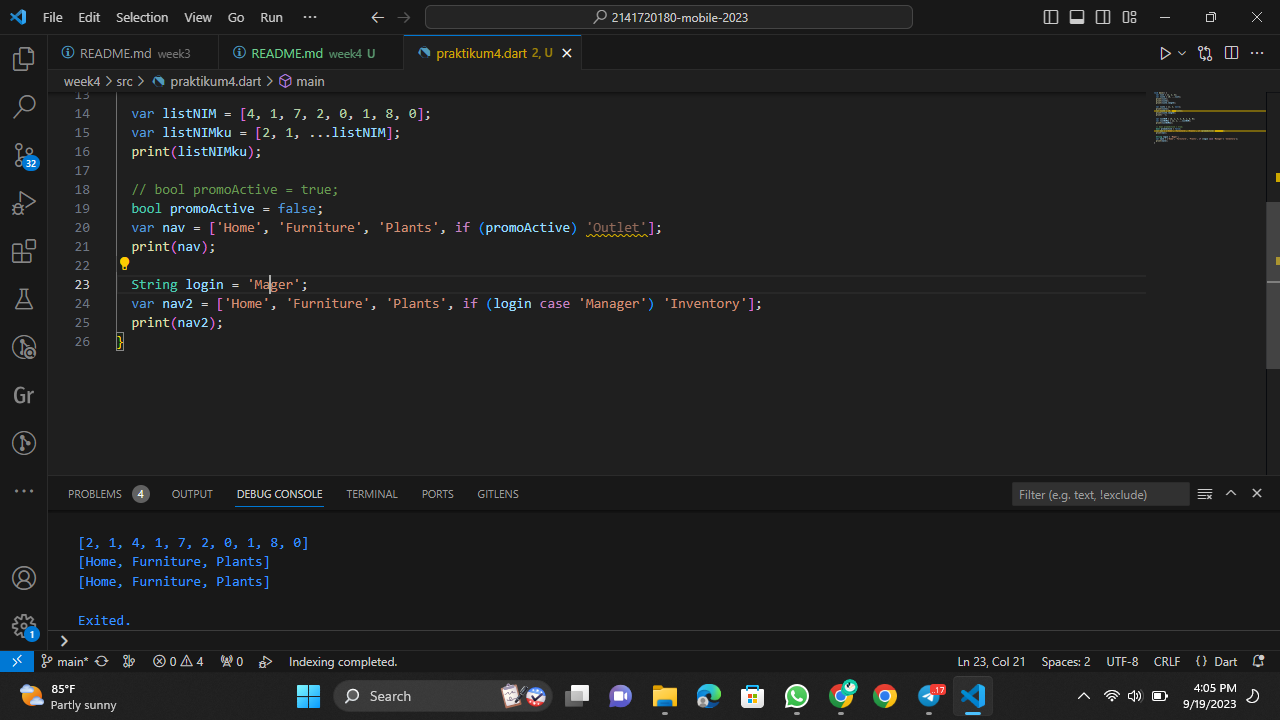 File Edit Selection View Go Run ··· 2141720180-mobile-2023
README.md week3 README.md week4 U praktikum4.dart 2, U
week4 > src > praktikum4.dart > main
13
14 var listNIM = [4, 1, 7, 2, 0, 1, 8, 0];
15 var listNIMku = [2, 1, ...listNIM];
16 print(listNIMku);
17
18 // bool promoActive = true;
19 bool promoActive = false;
20 var nav = ['Home', 'Furniture', 'Plants', if (promoActive) 'Outlet'];
21 print(nav);
22
23 String login = 'Mager';
24 var nav2 = ['Home', 'Furniture', 'Plants', if (login case 'Manager') 'Inventory'];
25 print(nav2);
26 }
32
Gr
PROBLEMS 4 OUTPUT DEBUG CONSOLE TERMINAL PORTS GITLENS Filter (e.g. text, !exclude)
[2, 1, 4, 1, 7, 2, 0, 1, 8, 0]
[Home, Furniture, Plants]
[Home, Furniture, Plants]
Exited.
1
main* 0 4 0 Indexing completed. Ln 23, Col 21 Spaces: 2 UTF-8 CRLF {} Dart
85°F
Partly sunny
Search
..17
4:05 PM
9/19/2023